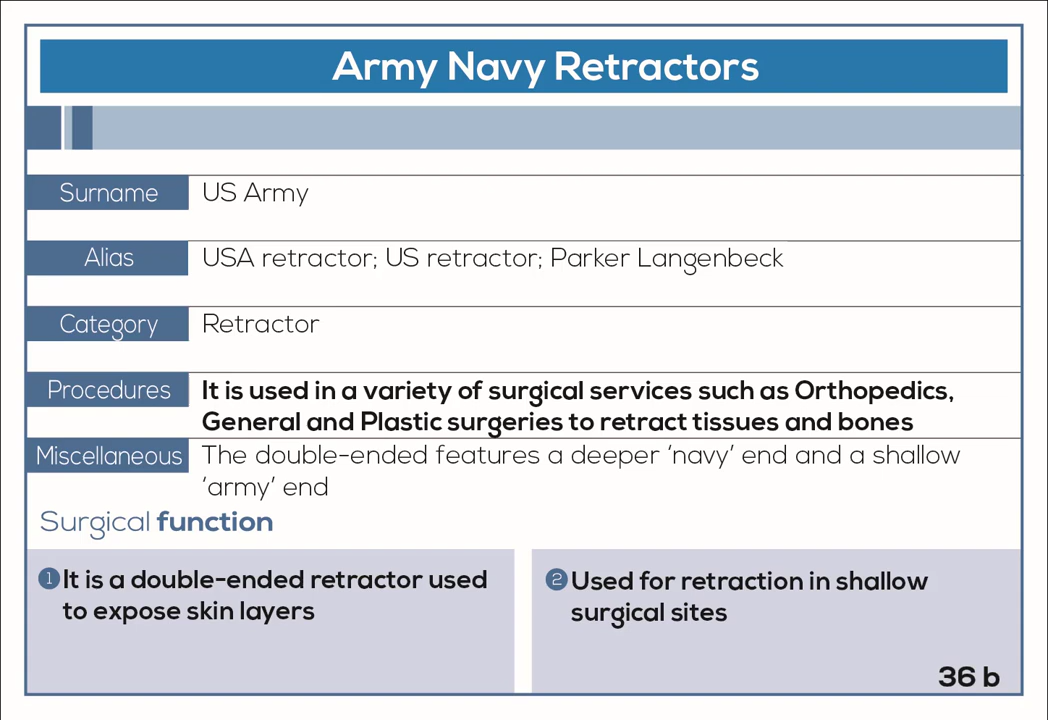 Army Navy Retractors
Surname
US Army
Alias
USA retractor; US retractor; Parker Langenbeck
Category
Retractor
Procedures
It is used in a variety of surgical services such as Orthopedics,
General and Plastic surgeries to retract tissues and bones
Miscellaneous
The double-ended features a deeper ‘navy’ end and a shallow
‘army’ end
Surgical function
1 It is a double-ended retractor used
to expose skin layers
2 Used for retraction in shallow
surgical sites
36 b